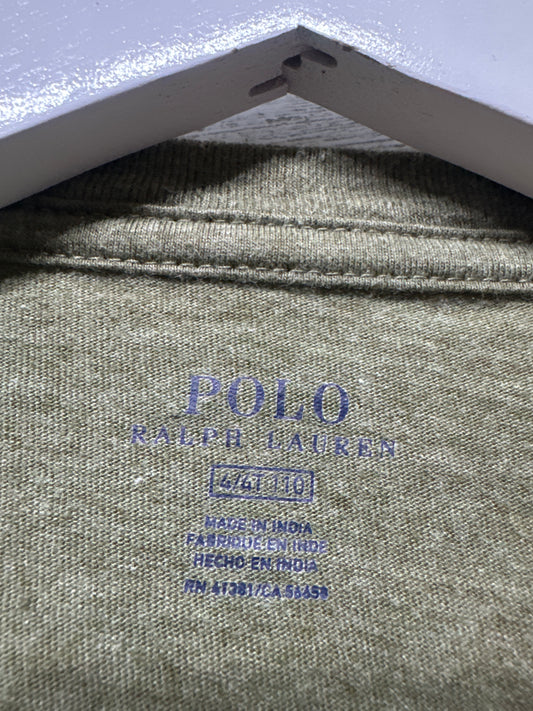 POLO
RALPH LAUREN
4/4T 110
MADE IN INDIA
FABRIQUÉ EN INDE
HECHO EN INDIA
RN 41381/CA 56658